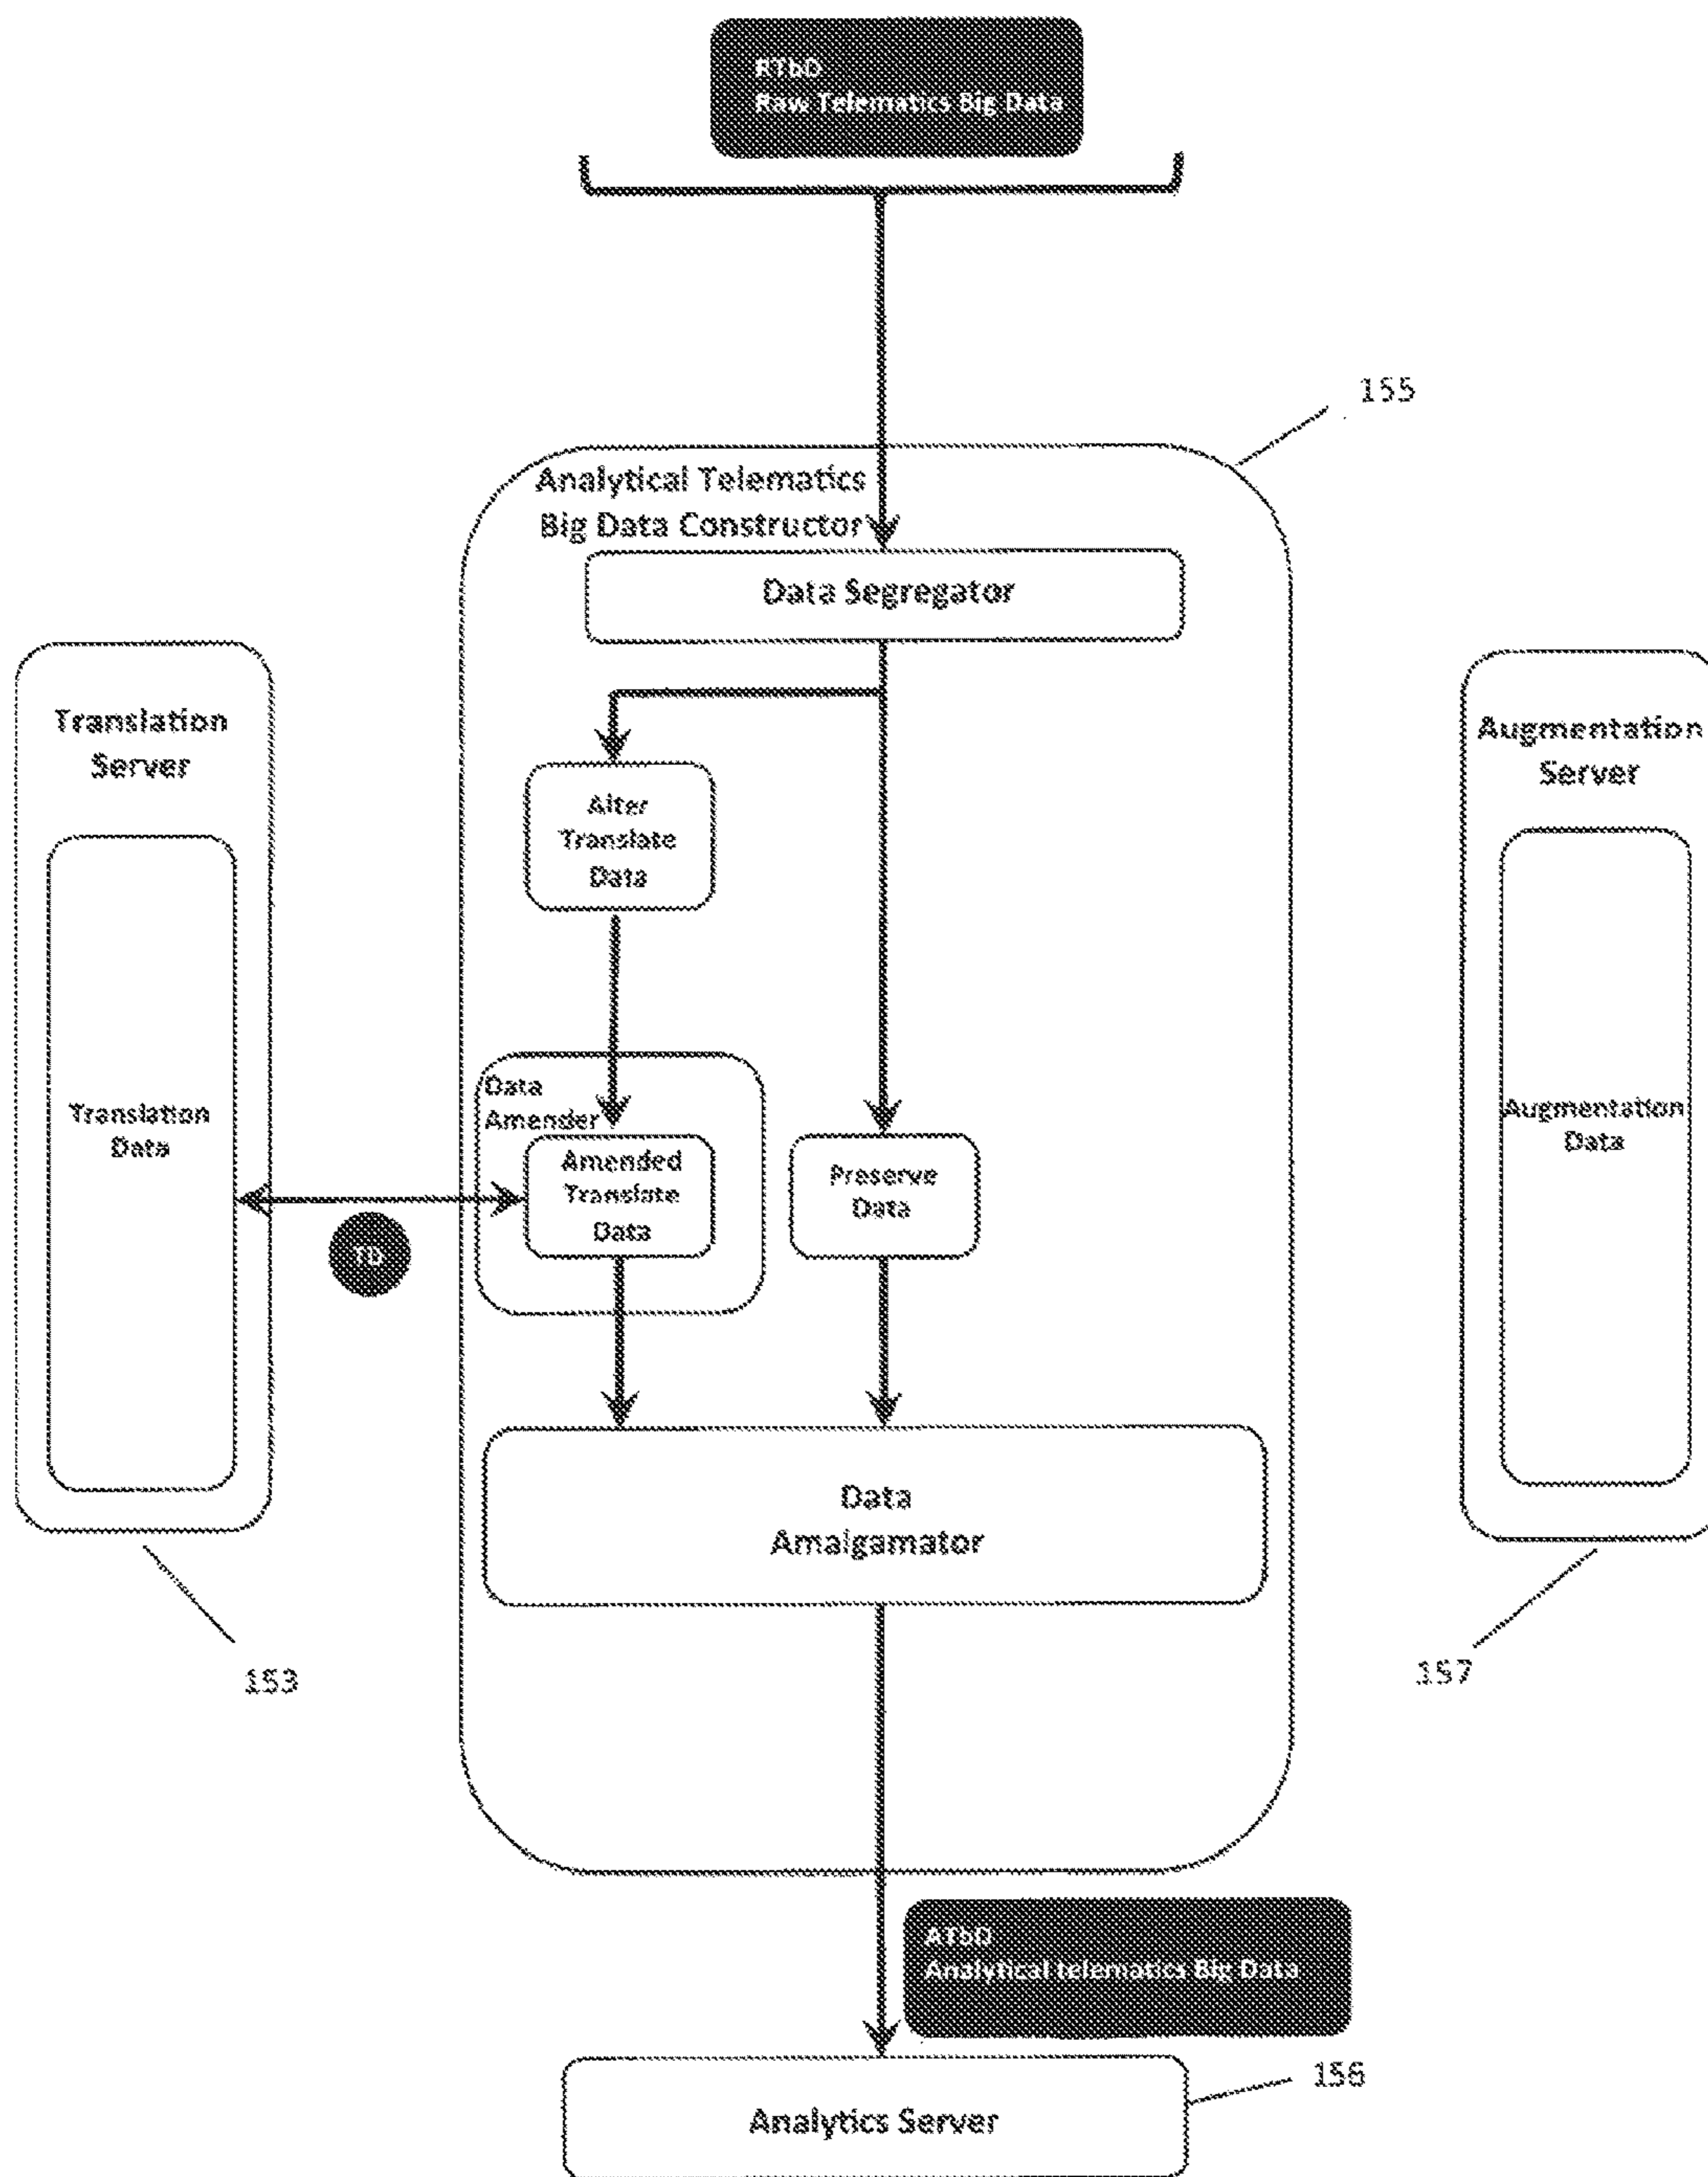 RTbD
Raw Telematics Big Data
155
Analytical Telematics
Big Data Constructor
Data Segregator
Translation
Server
Augmentation
Server
Alter
Translate
Data
Data
Amender
Translation
Data
Augmentation
Data
Amended
Translate
Data
Preserve
Data
TD
Data
Amalgamator
153
157
ATbD
Analytical telematics Big Data
156
Analytics Server